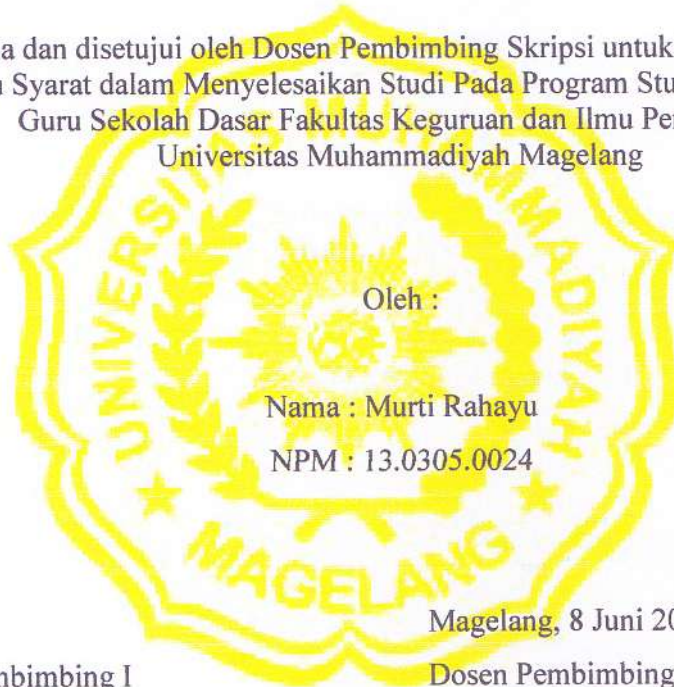 a dan disetujui oleh Dosen Pembimbing Skripsi untuk
Syarat dalam Menyelesaikan Studi Pada Program Stu
Guru Sekolah Dasar Fakultas Keguruan dan Ilmu Pe
Universitas Muhammadiyah Magelang
UNIVERSITAS MUHAMMADIYAH
Oleh :
Nama : Murti Rahayu
NPM : 13.0305.0024
MAGELANG
Magelang, 8 Juni 20
mbimbing I
Dosen Pembimbing